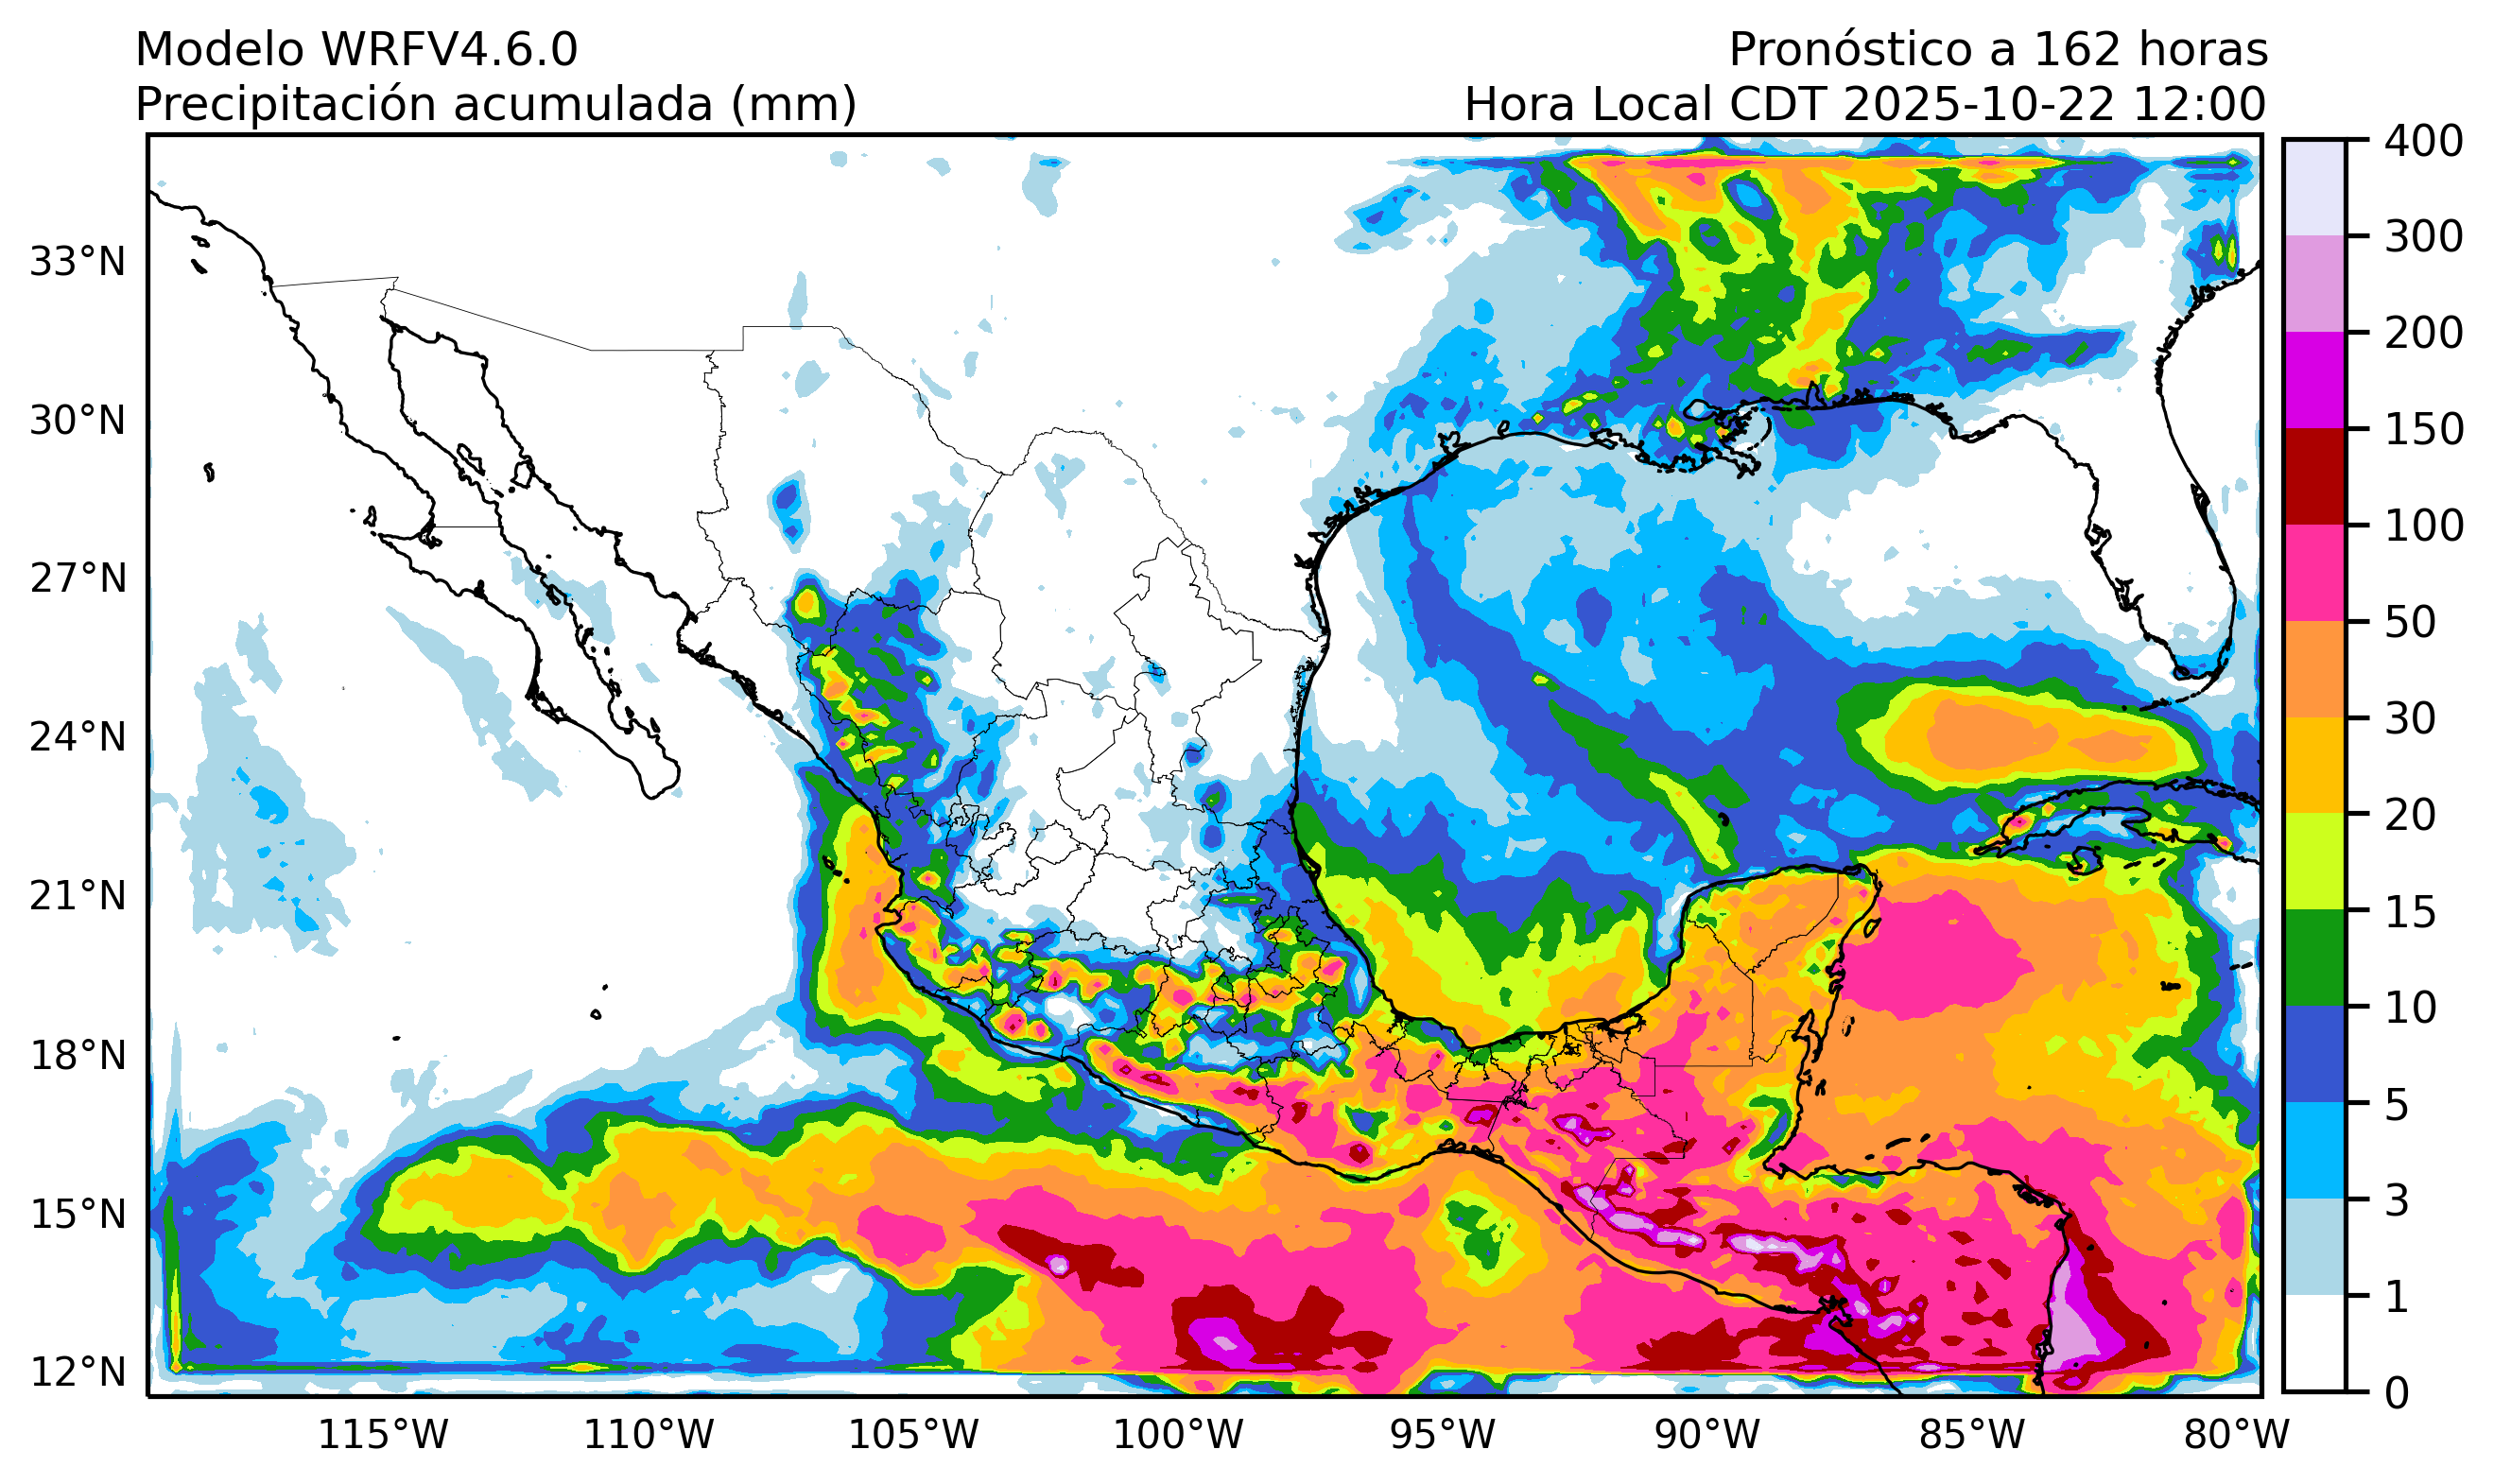 Modelo WRFV4.6.0
Pronóstico a 162 horas
Precipitación acumulada (mm)
Hora Local CDT 2025-10-22 12:00
33°N
30°N
27°N
24°N
21°N
18°N
15°N
12°N
115°W
110°W
105°W
100°W
95°W
90°W
85°W
80°W
400
300
200
150
100
50
30
20
15
10
5
3
1
0